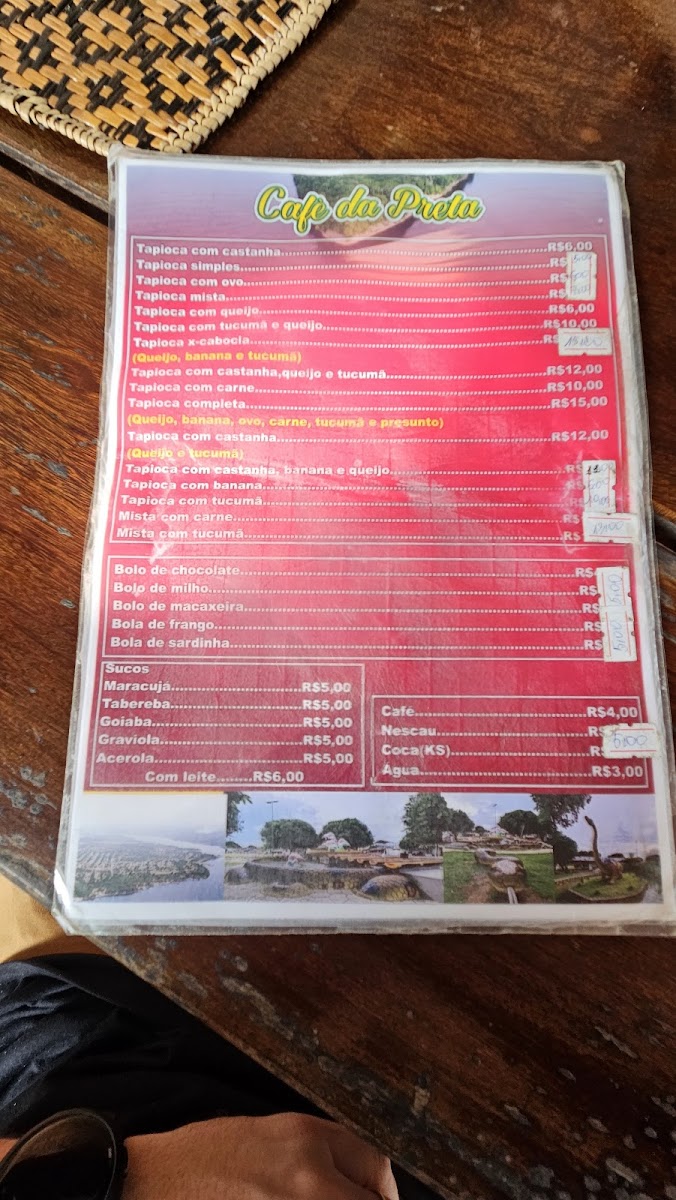 Café da Preta
Tapioca com castanha........R$6,00
Tapioca simples........R$
Tapioca com ovo........R$
Tapioca mista........R$
Tapioca com queijo........R$6,00
Tapioca com tucumã e queijo........R$10,00
Tapioca x-cabocla........R$
(Queijo, banana e tucumã)
Tapioca com castanha,queijo e tucumã........R$12,00
Tapioca com carne........R$10,00
Tapioca completa........R$15,00
(Queijo, banana, ovo, carne, tucumã e presunto)
Tapioca com castanha........R$12,00
(Queijo e tucumã)
Tapioca com castanha, banana e queijo........R$
Tapioca com banana........R$
Tapioca com tucumã........R$
Mista com carne........R$
Mista com tucumã........R$
Bolo de chocolate........R$
Bolo de milho........R$
Bolo de macaxeira........R$
Bola de frango........R$
Bola de sardinha........R$
Sucos
Maracujá........R$5,00
Tabereba........R$5,00
Goiaba........R$5,00
Graviola........R$5,00
Acerola........R$5,00
Com leite........R$6,00
Café........R$4,00
Nescau........R$
Coca(KS)........R$
5,00
Água........R$3,00